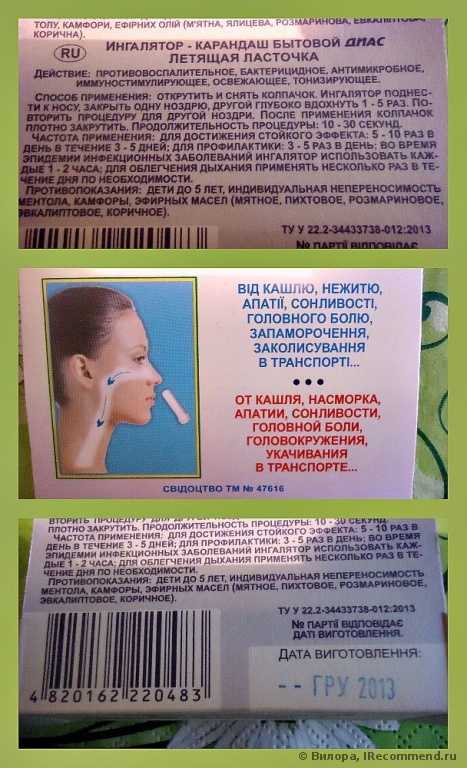 ТОЛУ, КАМФОРИ, ЕФІРНИХ ОЛІЙ (М'ЯТНА, ЯЛИЦЕВА, РОЗМАРИНОВА, ЕВКАЛІПТОВА,
КОРИЧНА).
RU ИНГАЛЯТОР - КАРАНДАШ БЫТОВОЙ ДИАС
ЛЕТЯЩАЯ ЛАСТОЧКА
ДЕЙСТВИЕ: ПРОТИВОВОСПАЛИТЕЛЬНОЕ, БАКТЕРИЦИДНОЕ, АНТИМИКРОБНОЕ,
ИММУНОСТИМУЛИРУЮЩЕЕ, ОСВЕЖАЮЩЕЕ, ТОНИЗИРУЮЩЕЕ.
СПОСОБ ПРИМЕНЕНИЯ: ОТКРУТИТЬ И СНЯТЬ КОЛПАЧОК. ИНГАЛЯТОР ПОДНЕС-
ТИ К НОСУ, ЗАКРЫТЬ ОДНУ НОЗДРЮ, ДРУГОЙ ГЛУБОКО ВДОХНУТЬ 1 - 5 РАЗ. ПО-
ВТОРИТЬ ПРОЦЕДУРУ ДЛЯ ДРУГОЙ НОЗДРИ. ПОСЛЕ ПРИМЕНЕНИЯ КОЛПАЧОК
ПЛОТНО ЗАКРУТИТЬ. ПРОДОЛЖИТЕЛЬНОСТЬ ПРОЦЕДУРЫ: 10 - 30 СЕКУНД.
ЧАСТОТА ПРИМЕНЕНИЯ: ДЛЯ ДОСТИЖЕНИЯ СТОЙКОГО ЭФФЕКТА: 5 - 10 РАЗ В
ДЕНЬ В ТЕЧЕНИЕ 3 - 5 ДНЕЙ; ДЛЯ ПРОФИЛАКТИКИ: 3 - 5 РАЗ В ДЕНЬ; ВО ВРЕМЯ
ЭПИДЕМИИ ИНФЕКЦИОННЫХ ЗАБОЛЕВАНИЙ ИНГАЛЯТОР ИСПОЛЬЗОВАТЬ КАЖ-
ДЫЕ 1 - 2 ЧАСА; ДЛЯ ОБЛЕГЧЕНИЯ ДЫХАНИЯ ПРИМЕНЯТЬ НЕСКОЛЬКО РАЗ В ТЕ-
ЧЕНИЕ ДНЯ ПО НЕОБХОДИМОСТИ.
ПРОТИВОПОКАЗАНИЯ: ДЕТИ ДО 5 ЛЕТ, ИНДИВИДУАЛЬНАЯ НЕПЕРЕНОСИМОСТЬ
МЕНТОЛА, КАМФОРЫ, ЭФИРНЫХ МАСЕЛ (МЯТНОЕ, ПИХТОВОЕ, РОЗМАРИНОВОЕ,
ЭВКАЛИПТОВОЕ, КОРИЧНОЕ).
ТУ У 22.2-34433738-012:2013
№ ПАРТІЇ ВІДПОВІДАЄ
ВІД КАШЛЮ, НЕЖИТЮ,
АПАТІЇ, СОНЛИВОСТІ,
ГОЛОВНОГО БОЛЮ,
ЗАПАМОРОЧЕННЯ,
ЗАКОЛИСУВАННЯ
В ТРАНСПОРТІ...
ОТ КАШЛЯ, НАСМОРКА,
АПАТИИ, СОНЛИВОСТИ,
ГОЛОВНОЙ БОЛИ,
ГОЛОВОКРУЖЕНИЯ,
УКАЧИВАНИЯ
В ТРАНСПОРТЕ...
СВІДОЦТВО ТМ № 47616
ВТОРИТЬ ПРОЦЕДУРУ ДЛЯ
ПЛОТНО ЗАКРУТИТЬ. ПРОДОЛЖИТЕЛЬНОСТЬ ПРОЦЕДУРЫ: 10 - 30 СЕКУНД.
ЧАСТОТА ПРИМЕНЕНИЯ: ДЛЯ ДОСТИЖЕНИЯ СТОЙКОГО ЭФФЕКТА: 5 - 10 РАЗ В
ДЕНЬ В ТЕЧЕНИЕ 3 - 5 ДНЕЙ; ДЛЯ ПРОФИЛАКТИКИ: 3 - 5 РАЗ В ДЕНЬ; ВО ВРЕМЯ
ЭПИДЕМИИ ИНФЕКЦИОННЫХ ЗАБОЛЕВАНИЙ ИНГАЛЯТОР ИСПОЛЬЗОВАТЬ КАЖ-
ДЫЕ 1 - 2 ЧАСА; ДЛЯ ОБЛЕГЧЕНИЯ ДЫХАНИЯ ПРИМЕНЯТЬ НЕСКОЛЬКО РАЗ В ТЕ-
ЧЕНИЕ ДНЯ ПО НЕОБХОДИМОСТИ.
ПРОТИВОПОКАЗАНИЯ: ДЕТИ ДО 5 ЛЕТ, ИНДИВИДУАЛЬНАЯ НЕПЕРЕНОСИМОСТЬ
МЕНТОЛА, КАМФОРЫ, ЭФИРНЫХ МАСЕЛ (МЯТНОЕ, ПИХТОВОЕ, РОЗМАРИНОВОЕ,
ЭВКАЛИПТОВОЕ, КОРИЧНОЕ).
ТУ У 22.2-34433738-012:2013
№ ПАРТІЇ ВІДПОВІДАЄ
ДАТІ ВИГОТОВЛЕННЯ.
ДАТА ВИГОТОВЛЕННЯ:
-- ГРУ 2013
4 820162 220483
© Вилора, IRecommend.ru